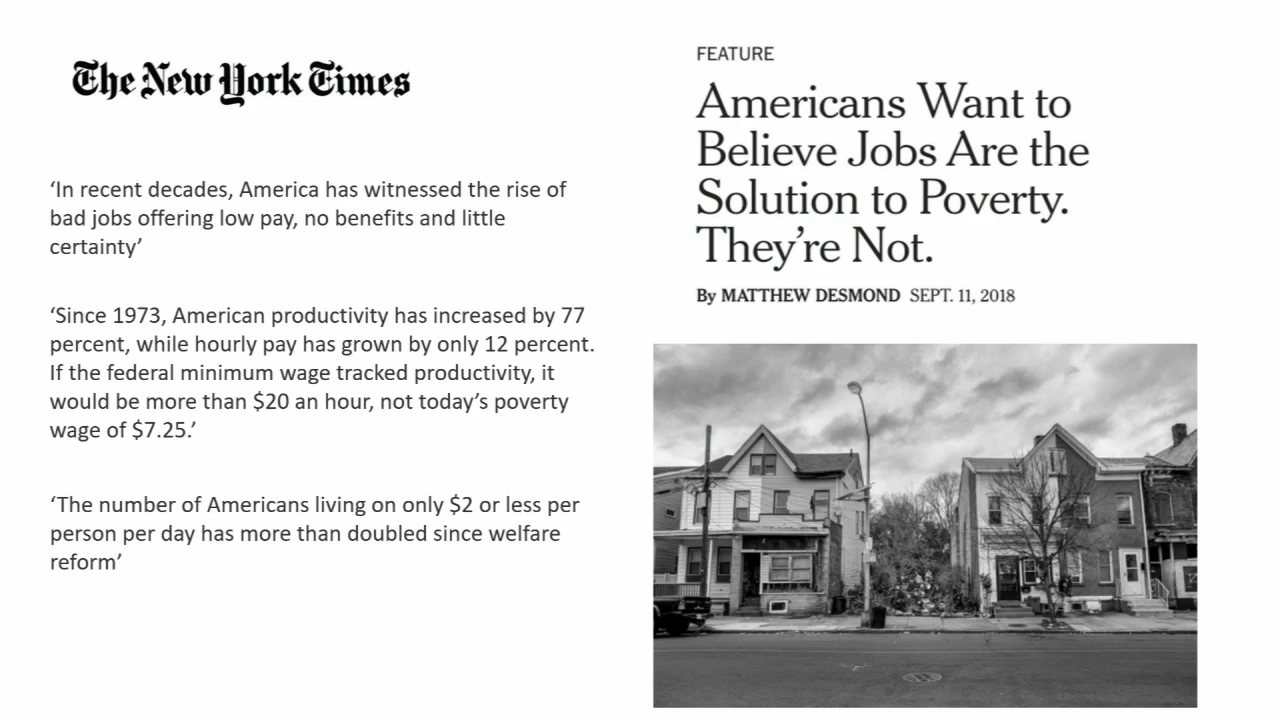 The New York Times
‘In recent decades, America has witnessed the rise of
bad jobs offering low pay, no benefits and little
certainty’
‘Since 1973, American productivity has increased by 77
percent, while hourly pay has grown by only 12 percent.
If the federal minimum wage tracked productivity, it
would be more than $20 an hour, not today’s poverty
wage of $7.25.’
‘The number of Americans living on only $2 or less per
person per day has more than doubled since welfare
reform’
FEATURE
Americans Want to
Believe Jobs Are the
Solution to Poverty.
They’re Not.
By MATTHEW DESMOND SEPT. 11, 2018